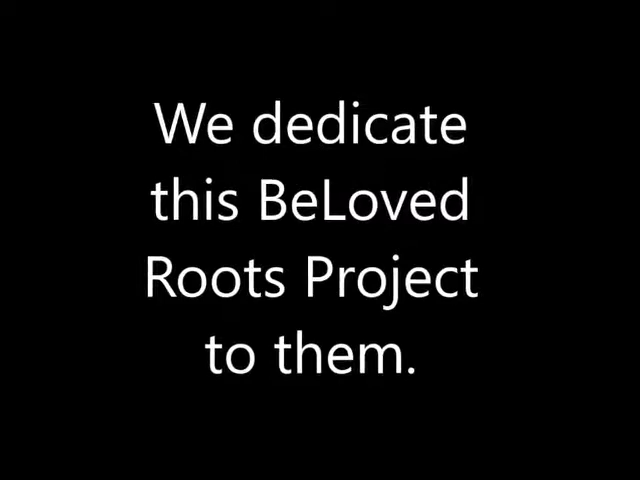 We dedicate
this BeLoved
Roots Project
to them.